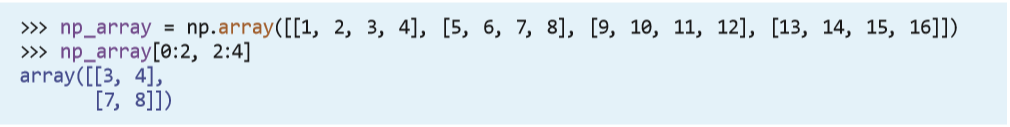 >>> np_array = np.array([[1, 2, 3, 4], [5, 6, 7, 8], [9, 10, 11, 12], [13, 14, 15, 16]])
>>> np_array[0:2, 2:4]
array([[3, 4],
       [7, 8]])